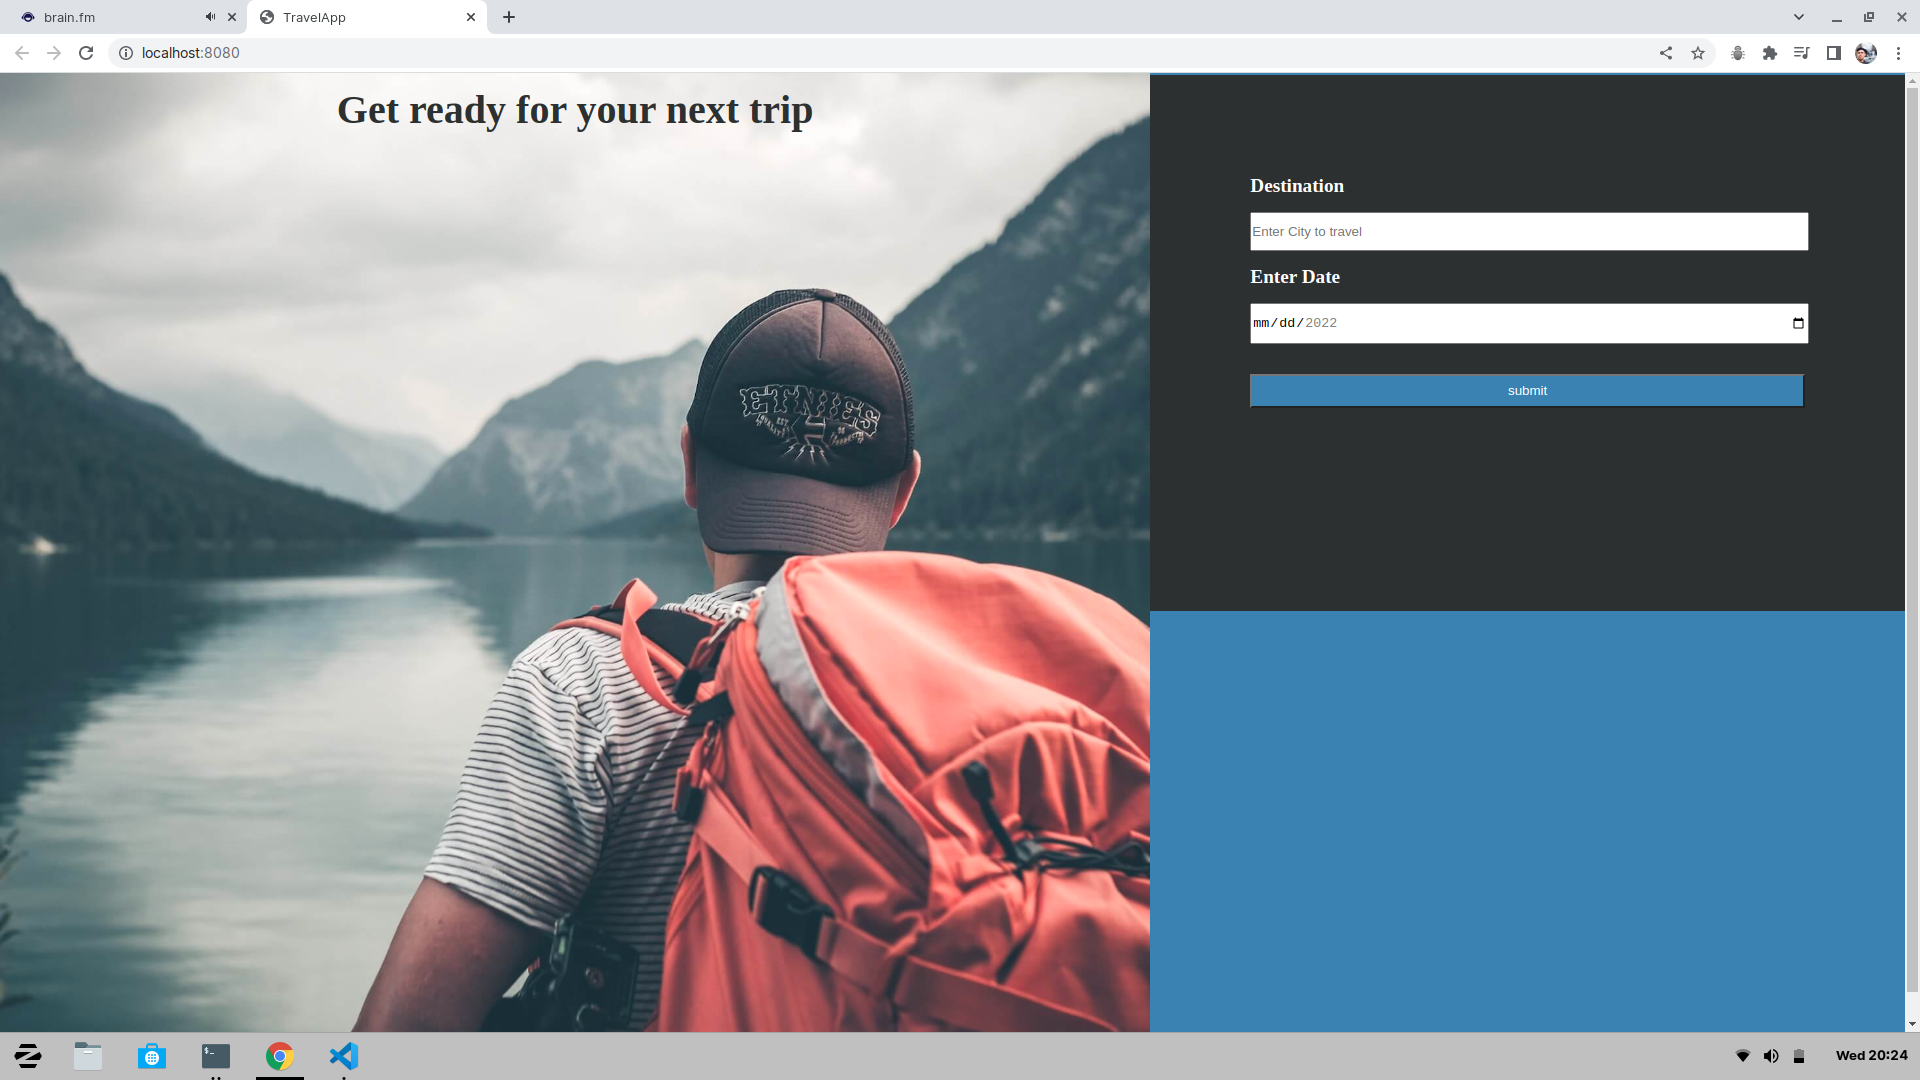 brain.fm
TravelApp
localhost:8080
Get ready for your next trip
Destination
Enter City to travel
Enter Date
mm/dd/2022
submit
ETNIES
Wed 20:24